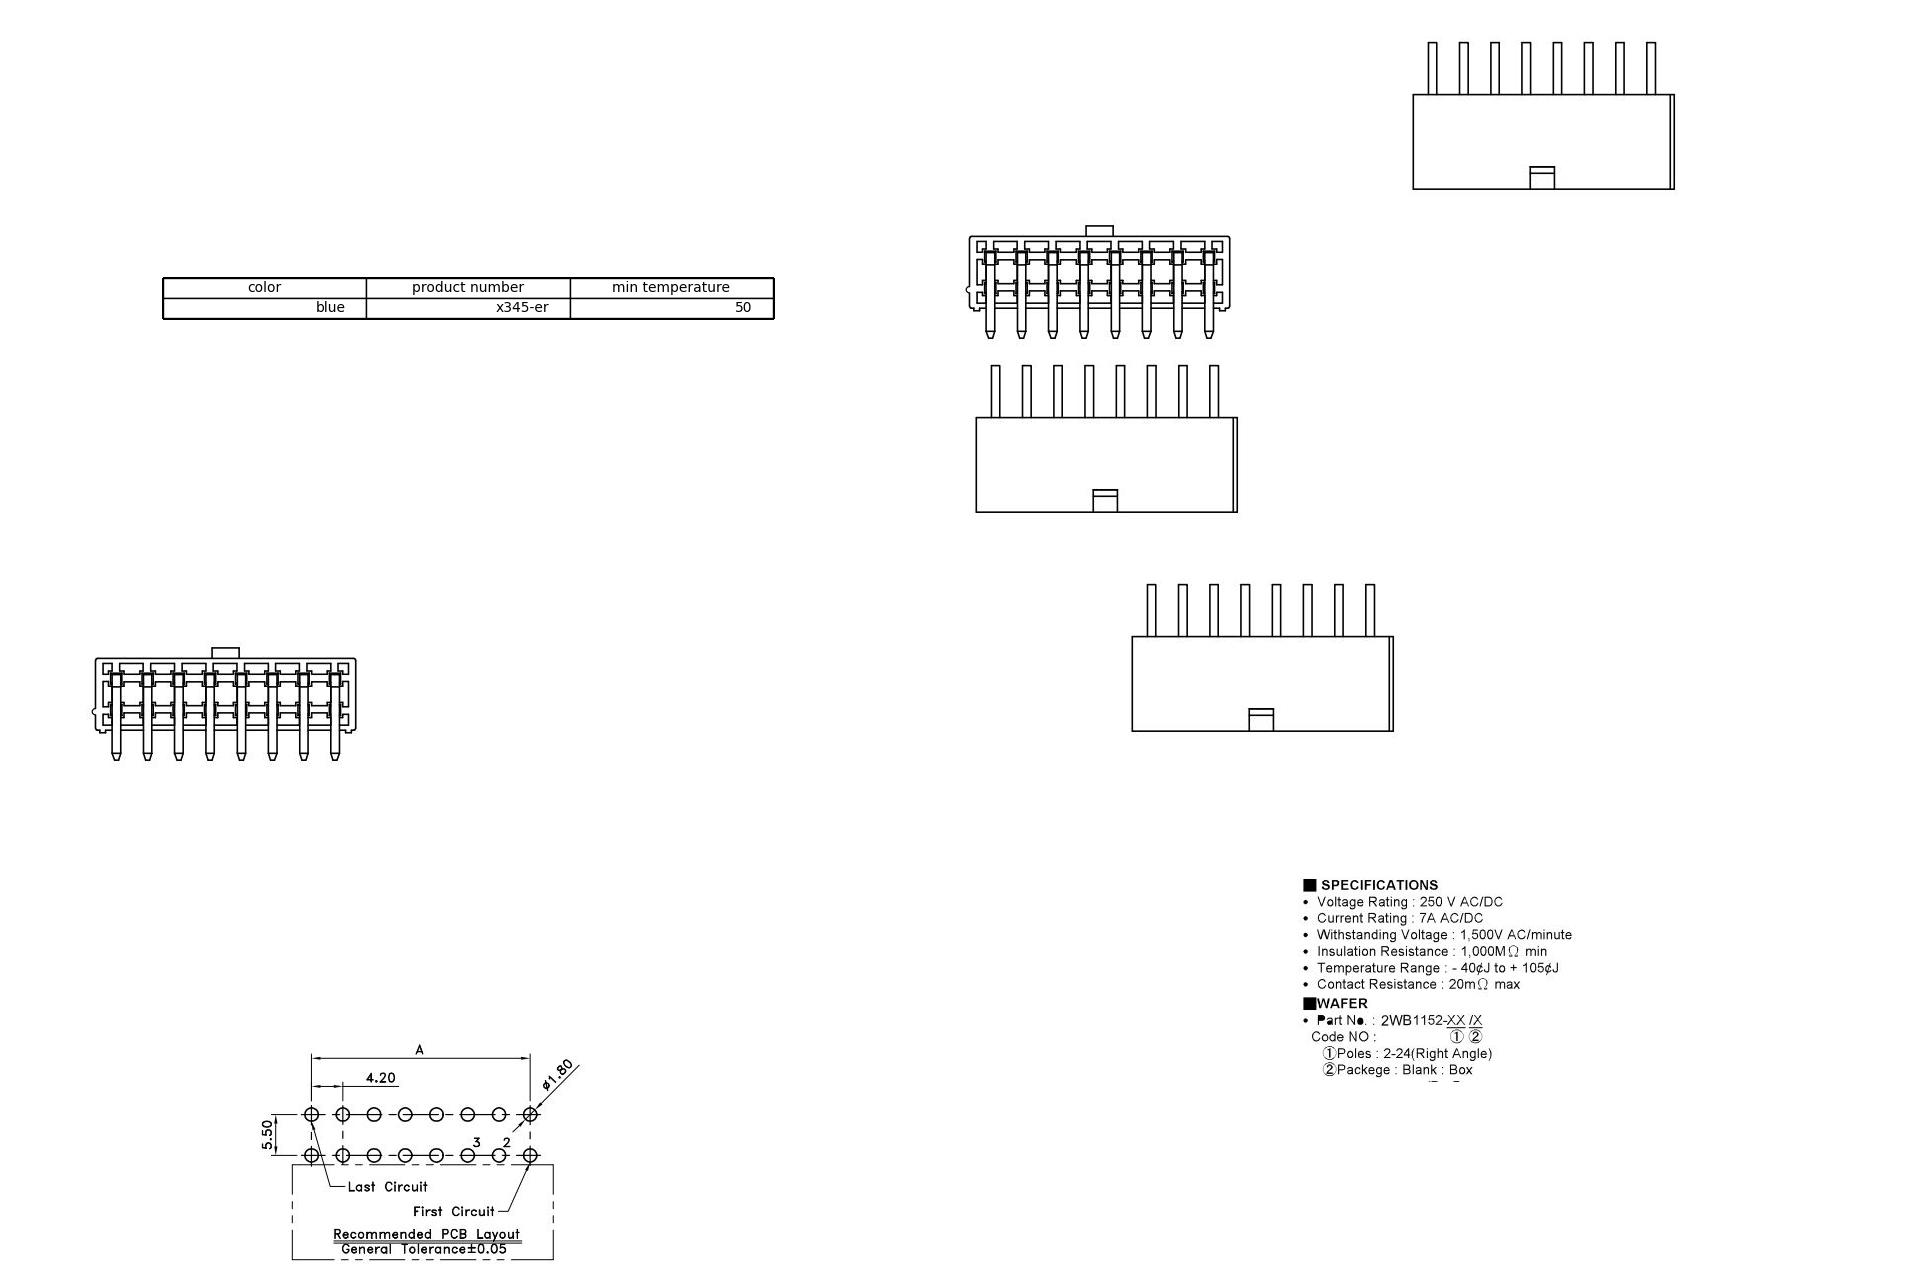 color product number min temperature
blue x345-er 50
■ SPECIFICATIONS
• Voltage Rating : 250 V AC/DC
• Current Rating : 7A AC/DC
• Withstanding Voltage : 1,500V AC/minute
• Insulation Resistance : 1,000MΩ min
• Temperature Range : - 40¢J to + 105¢J
• Contact Resistance : 20mΩ max
■WAFER
• Part No. : 2WB1152-XX /X
Code NO : ① ②
①Poles : 2-24(Right Angle)
②Packege : Blank : Box
A
4.20
ø1.80
5.50
3 2
Last Circuit
First Circuit
Recommended PCB Layout
General Tolerance±0.05